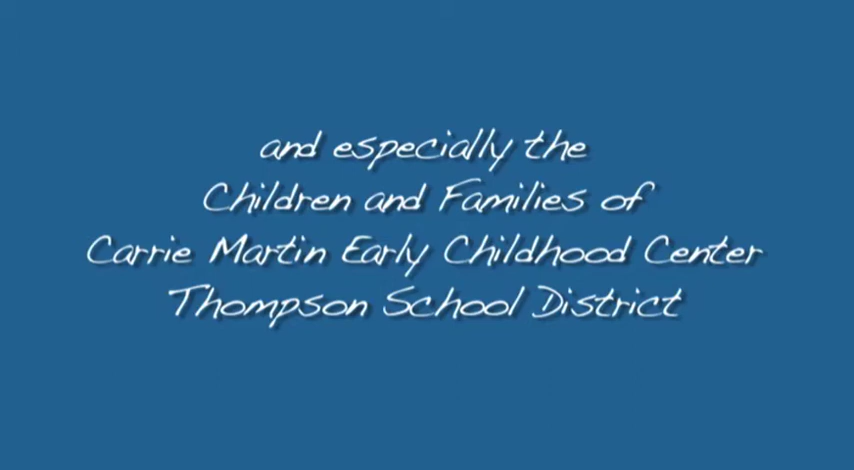 and especially the
Children and Families of
Carrie Martin Early Childhood Center
Thompson School District